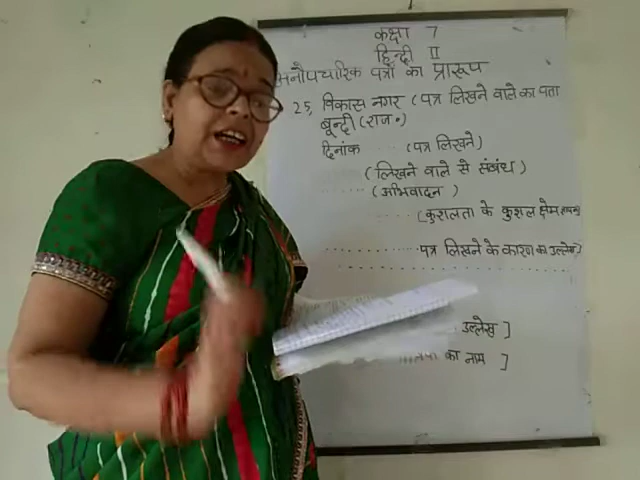 कक्षा 7
हिन्दी II
अनौपचारिक पत्रों का प्रारूप
25, विकास नगर (पत्र लिखने वाले का पता
बून्दी (राज॰)
दिनांक ..... (पत्र लिखने)
(लिखने वाले से संबंध)
...... (अभिवादन )
..... (कुशलता के कुशल क्षेम
.............. पत्र लिखने के कारण का उल्लेख
उल्लेख ]
का नाम ]